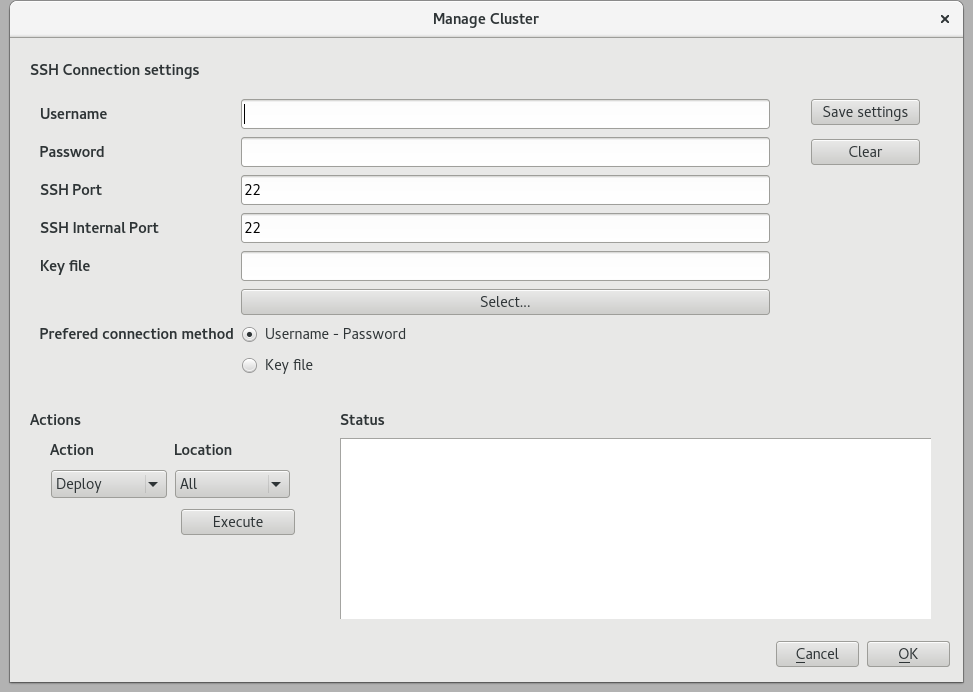 Manage Cluster ×
SSH Connection settings
Username Save settings
Password Clear
SSH Port 22
SSH Internal Port 22
Key file
Select...
Prefered connection method Username - Password
Key file
Actions Status
Action Location
Deploy All
Execute
Cancel OK